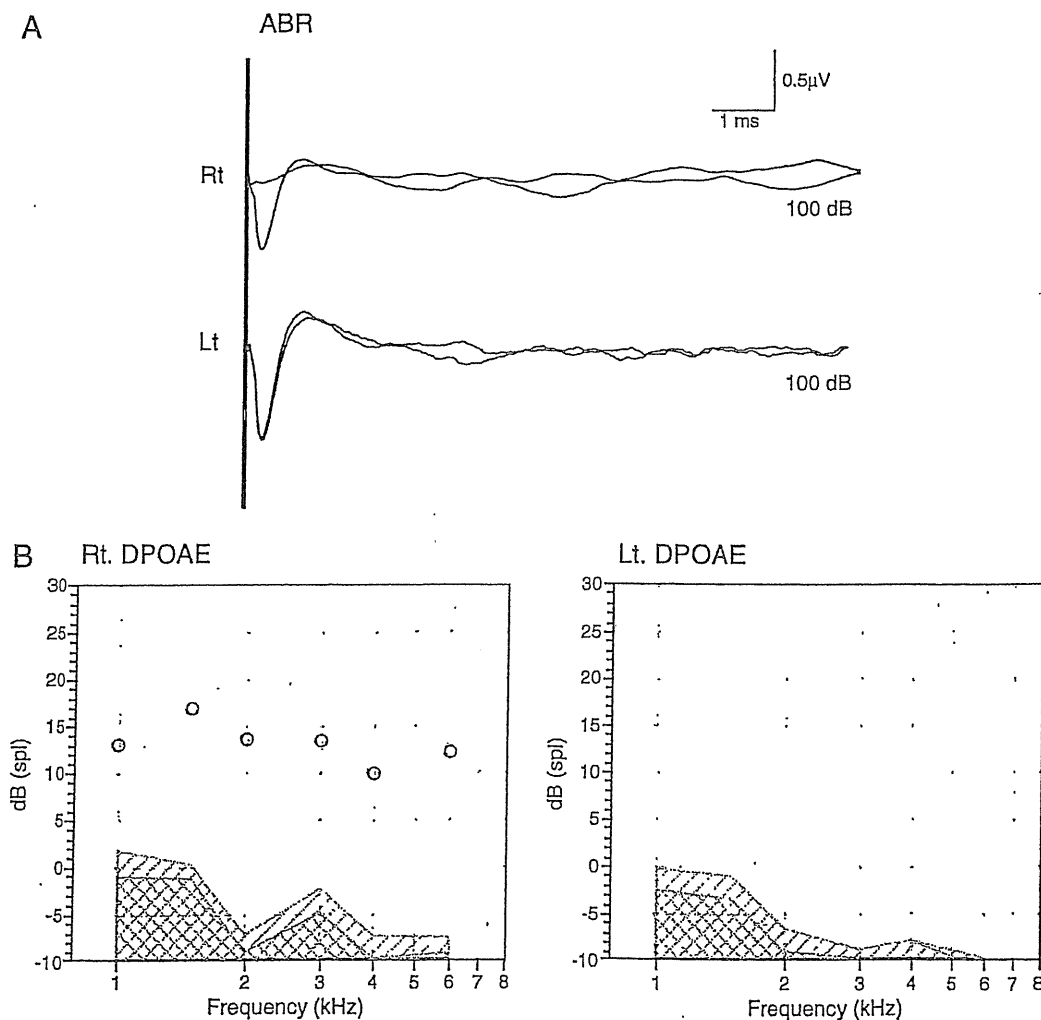 A
ABR
0.5µV
1 ms
Rt
100 dB
Lt
100 dB
B
Rt. DPOAE
30
25
20
15
10
5
0
-5
-10
dB (spl)
1 2 3 4 5 6 7 8
Frequency (kHz)
Lt. DPOAE
30
25
20
15
10
5
0
-5
-10
dB (spl)
1 2 3 4 5 6 7 8
Frequency (kHz)